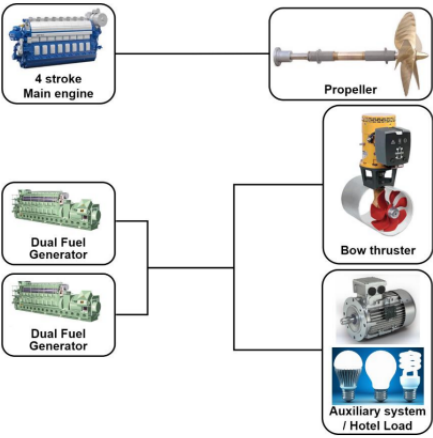 4 stroke
Main engine
Propeller
Bow thruster
Dual Fuel
Generator
Dual Fuel
Generator
Auxiliary system
/ Hotel Load